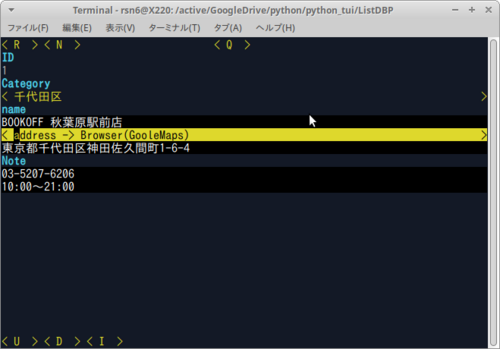 Terminal - rsn6@X220: /active/GoogleDrive/python/python_tui/ListDBP
ファイル(F) 編集(E) 表示(V) ターミナル(T) タブ(A) ヘルプ(H)
< R > < N > < Q >
ID
1
Category
< 千代田区 >
name
BOOKOFF 秋葉原駅前店
< address -> Browser(GooleMaps) >
東京都千代田区神田佐久間町1-6-4
Note
03-5207-6206
10:00～21:00
< U > < D > < I >